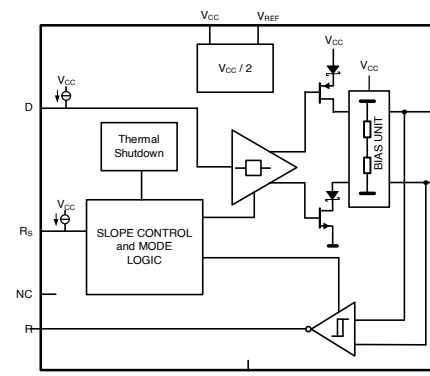 VCC
VREF
VCC
VCC / 2
VCC
VCC
D
Thermal
Shutdown
BIAS UNIT
VCC
RS
SLOPE CONTROL
and MODE
LOGIC
NC
R